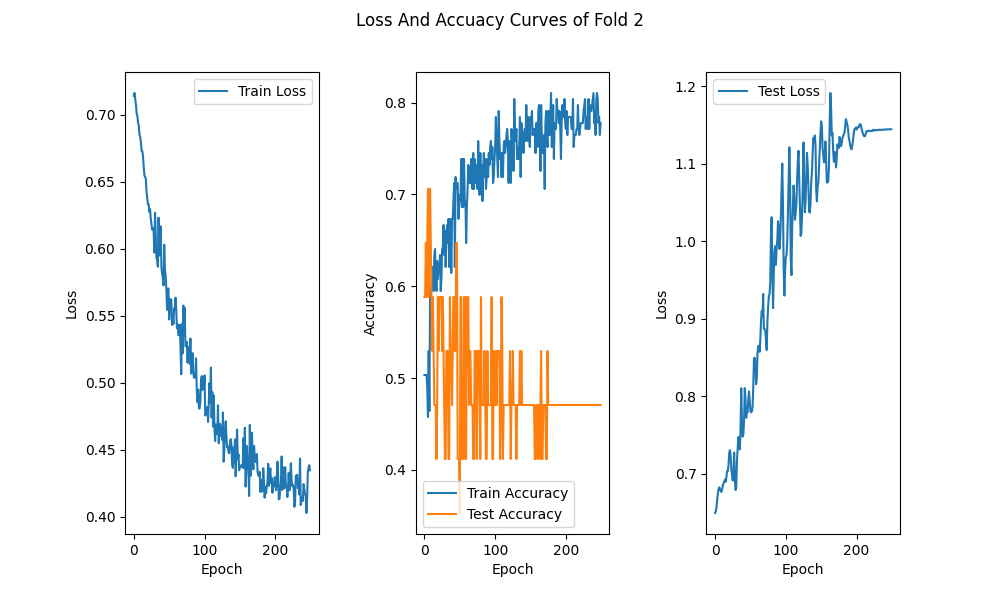 Loss And Accuacy Curves of Fold 2
Loss
0.70
0.65
0.60
0.55
0.50
0.45
0.40
Train Loss
0 100 200
Epoch
Accuracy
0.8
0.7
0.6
0.5
0.4
Train Accuracy
Test Accuracy
0 100 200
Epoch
Loss
1.2
1.1
1.0
0.9
0.8
0.7
Test Loss
0 100 200
Epoch